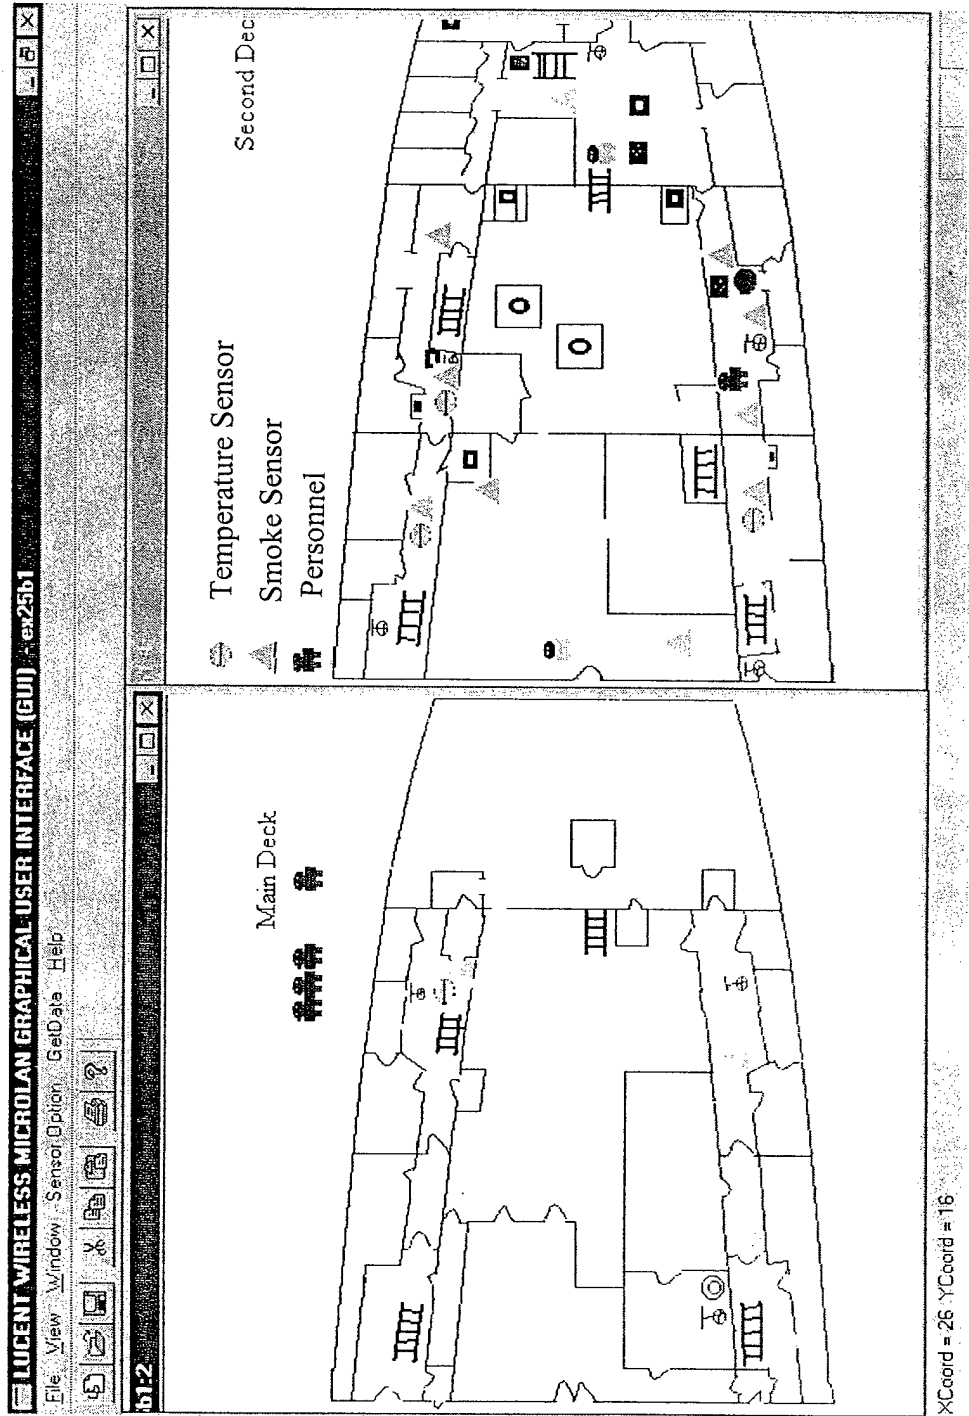 LUCENT WIRELESS MICROLAN GRAPHICAL USER INTERFACE (GUI) - ex25b1
File View Window Sensor Option GetDate Help
b1:2
Main Deck
Second Dec
Temperature Sensor
Smoke Sensor
Personnel
XCoord = 26 :YCoord = 16